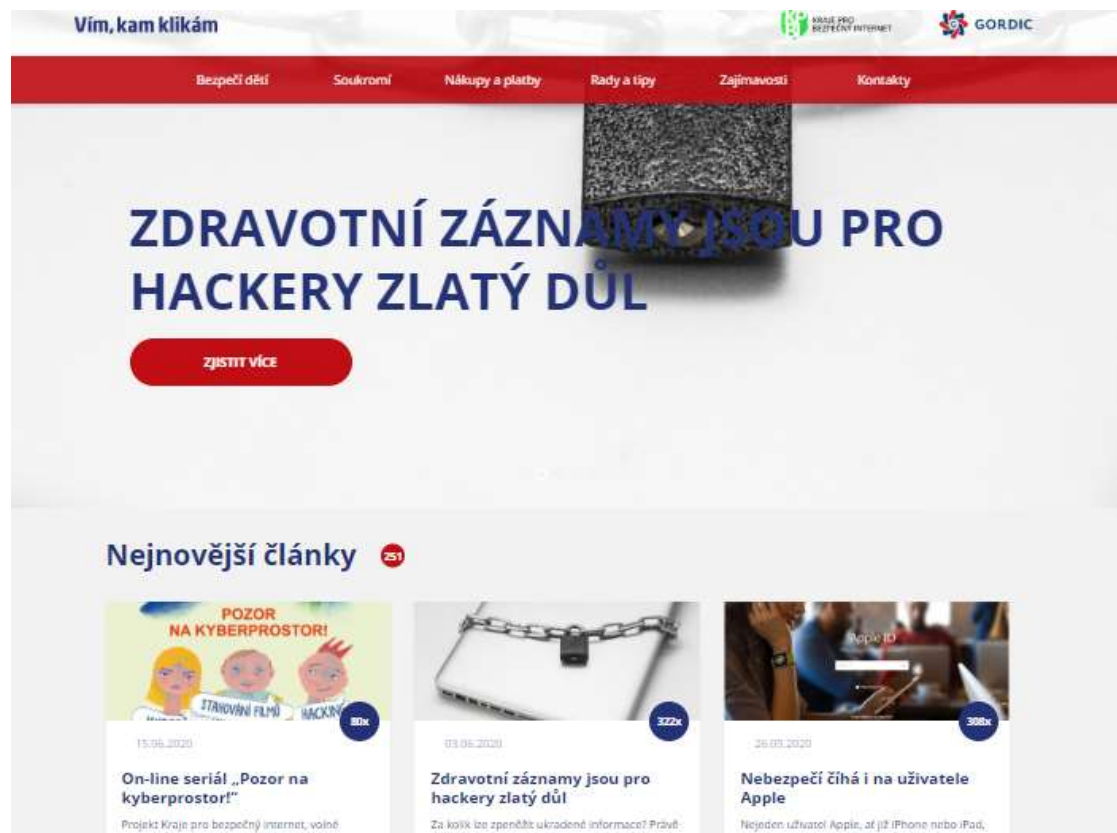 Vím, kam klikám
KRAJE PRO
BEZPEČNÝ INTERNET
GORDIC
Bezpečí dětí Soukromí Nákupy a platby Rady a tipy Zajímavosti Kontakty
ZDRAVOTNÍ ZÁZNAMY JSOU PRO
HACKERY ZLATÝ DŮL
ZJISTIT VÍCE
Nejnovější články 251
POZOR
NA KYBERPROSTOR!
STAHOVÁNÍ FILMŮ
80x
15.06.2020
On-line seriál „Pozor na
kyberprostor!“
Projekt Kraje pro bezpečný internet, volně
322x
03.06.2020
Zdravotní záznamy jsou pro
hackery zlatý důl
Za kolik lze zpeněžit ukradené informace? Právě
Apple ID
308x
Nebezpečí číhá i na uživatele
Apple
Nejeden uživatel Apple, ať již iPhone nebo iPad,